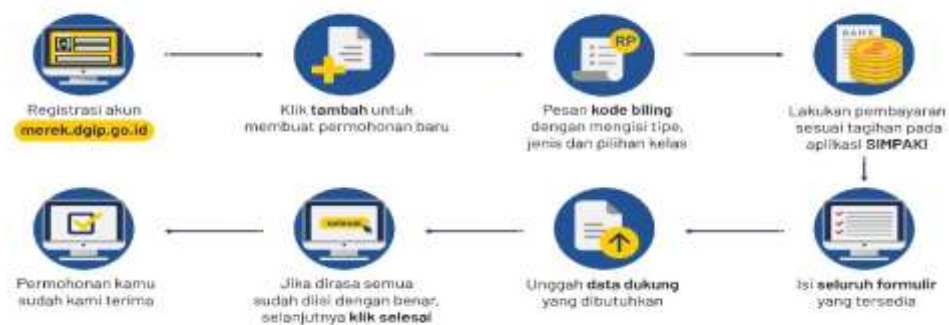 Registrasi akun
merek.dgip.go.id
Klik tambah untuk
membuat permohonan baru
RP
Pesan kode biling
dengan mengisi tipe,
jenis dan pilihan kelas
BANK
Lakukan pembayaran
sesuai tagihan pada
aplikasi SIMPAKI
Isi seluruh formulir
yang tersedia
Unggah data dukung
yang dibutuhkan
selesai
Jika dirasa semua
sudah diisi dengan benar,
selanjutnya klik selesai
Permohonan kamu
sudah kami terima